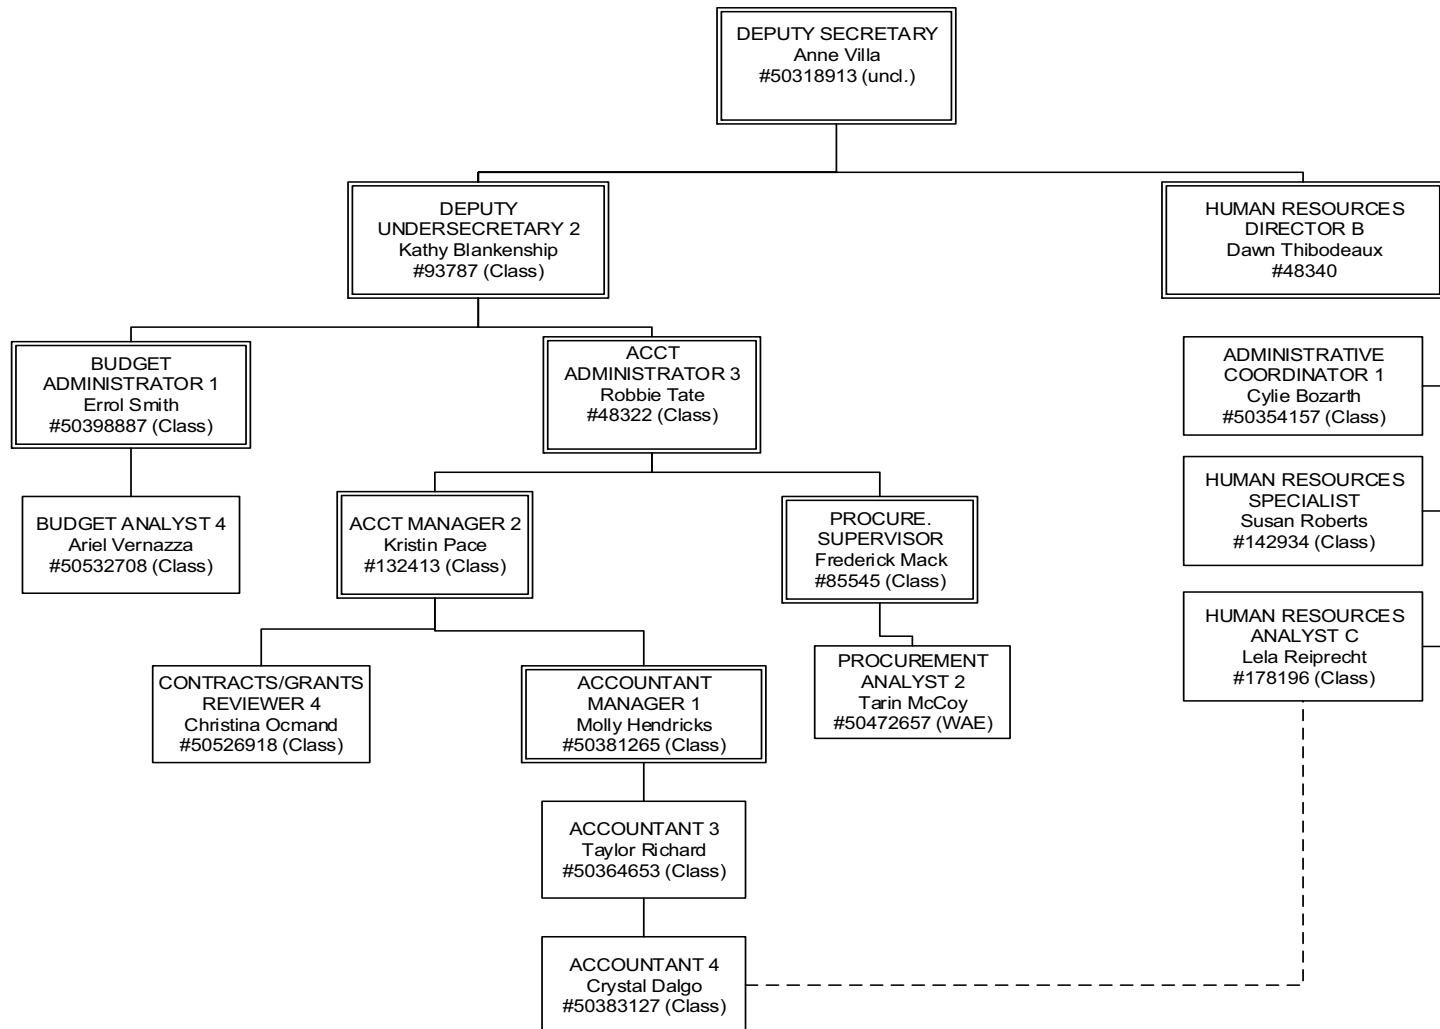 DEPUTY SECRETARY
Anne Villa
#50318913 (uncl.)
DEPUTY
UNDERSECRETARY 2
Kathy Blankenship
#93787 (Class)
HUMAN RESOURCES
DIRECTOR B
Dawn Thibodeaux
#48340
BUDGET
ADMINISTRATOR 1
Errol Smith
#50398887 (Class)
ACCT
ADMINISTRATOR 3
Robbie Tate
#48322 (Class)
ADMINISTRATIVE
COORDINATOR 1
Cylie Bozarth
#50354157 (Class)
BUDGET ANALYST 4
Ariel Vernazza
#50532708 (Class)
ACCT MANAGER 2
Kristin Pace
#132413 (Class)
PROCURE.
SUPERVISOR
Frederick Mack
#85545 (Class)
HUMAN RESOURCES
SPECIALIST
Susan Roberts
#142934 (Class)
CONTRACTS/GRANTS
REVIEWER 4
Christina Ocmand
#50526918 (Class)
ACCOUNTANT
MANAGER 1
Molly Hendricks
#50381265 (Class)
PROCUREMENT
ANALYST 2
Tarin McCoy
#50472657 (WAE)
HUMAN RESOURCES
ANALYST C
Lela Reiprecht
#178196 (Class)
ACCOUNTANT 3
Taylor Richard
#50364653 (Class)
ACCOUNTANT 4
Crystal Dalgo
#50383127 (Class)